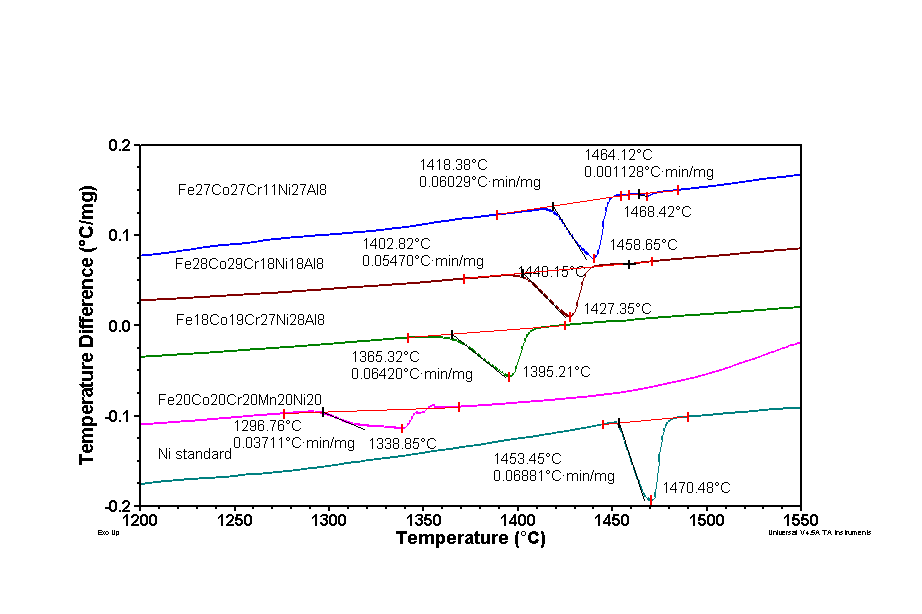 0.2
0.1
0.0
-0.1
-0.2
Temperature Difference (°C/mg)
1464.12°C
0.001128°C·min/mg
1418.38°C
0.06029°C·min/mg
Fe27Co27Cr11Ni27Al8
1468.42°C
1402.82°C
0.05470°C·min/mg
1458.65°C
Fe28Co29Cr18Ni18Al8
1440.15°C
1427.35°C
Fe18Co19Cr27Ni28Al8
1365.32°C
0.06420°C·min/mg
1395.21°C
Fe20Co20Cr20Mn20Ni20
1296.76°C
0.03711°C·min/mg
1338.85°C
Ni standard
1453.45°C
0.06881°C·min/mg
1470.48°C
1200 1250 1300 1350 1400 1450 1500 1550
Exo Up
Temperature (°C)
Universal V4.5A TA Instruments